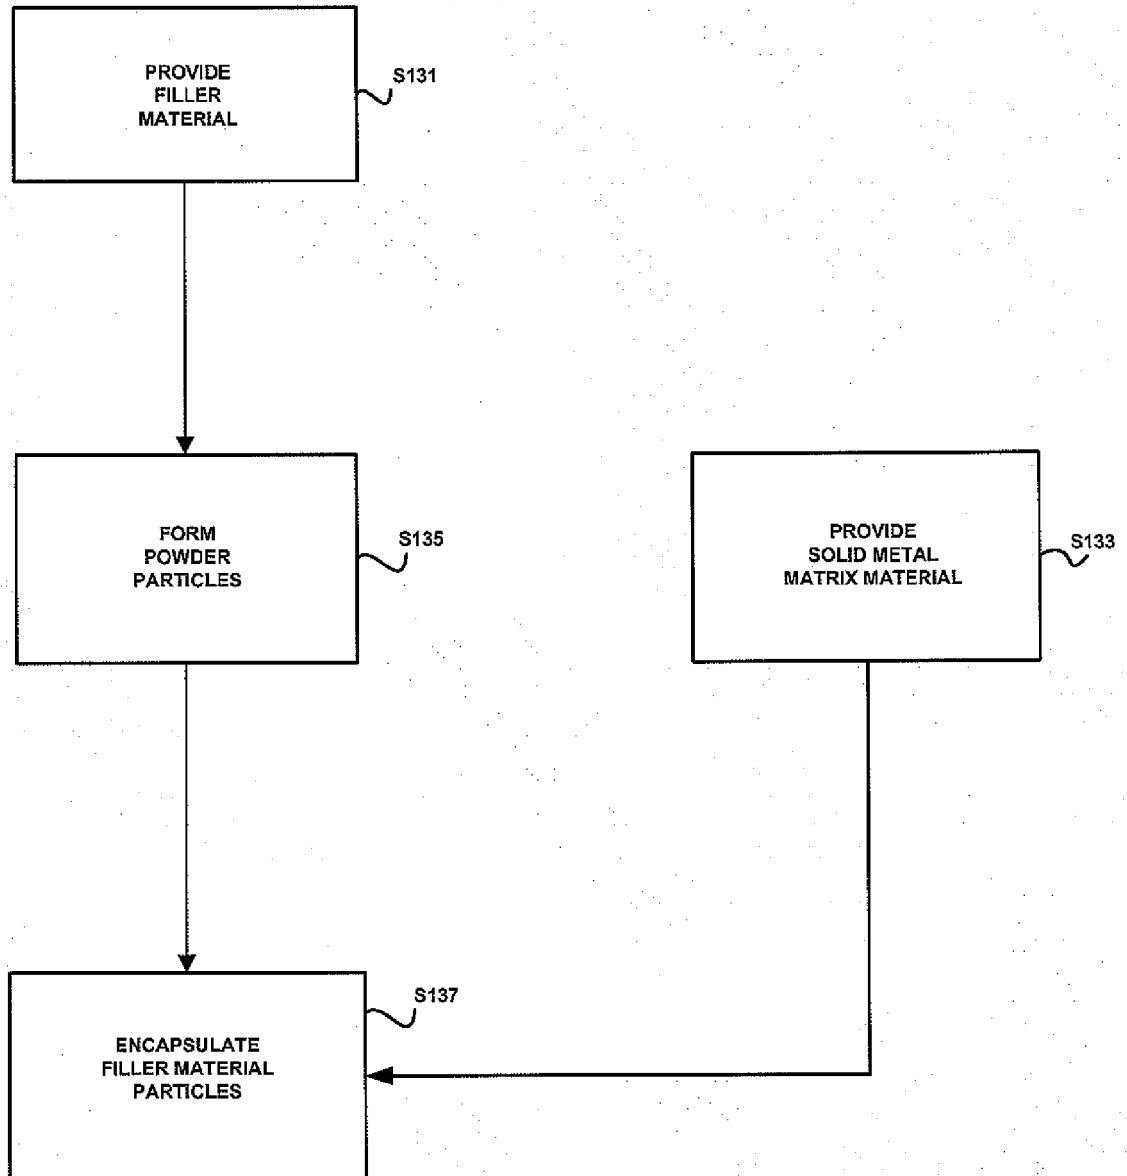 PROVIDE
FILLER
MATERIAL
S131
FORM
POWDER
PARTICLES
S135
PROVIDE
SOLID METAL
MATRIX MATERIAL
S133
ENCAPSULATE
FILLER MATERIAL
PARTICLES
S137